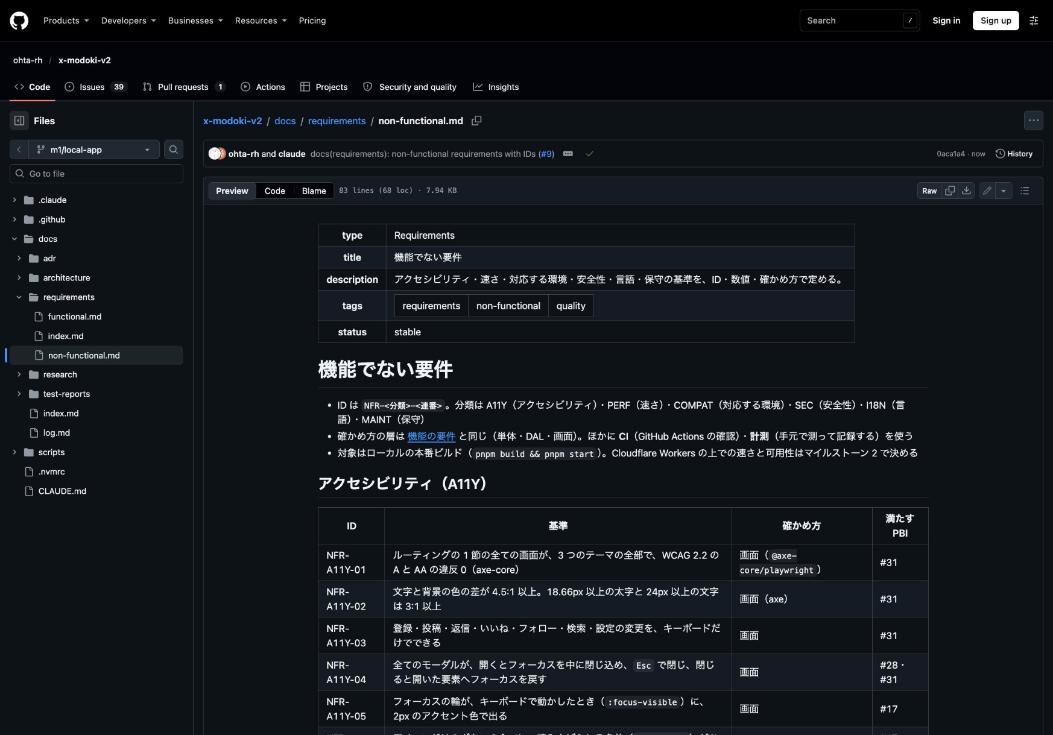 Products Developers Businesses Resources Pricing Search / Sign in Sign up
ohta-rh / x-modoki-v2
Code Issues 39 Pull requests 1 Actions Projects Security and quality Insights
Files
m1/local-app
Go to file
.claude
.github
docs
adr
architecture
requirements
functional.md
index.md
non-functional.md
research
test-reports
index.md
log.md
scripts
.nvmrc
CLAUDE.md
x-modoki-v2 / docs / requirements / non-functional.md
ohta-rh and claude docs(requirements): non-functional requirements with IDs (#9) 0aca1a4 · now History
Preview Code Blame 83 lines (68 loc) · 7.94 KB Raw
type Requirements
title 機能でない要件
description アクセシビリティ・速さ・対応する環境・安全性・言語・保守の基準を、ID・数値・確かめ方で定める。
tags requirements non-functional quality
status stable
機能でない要件
• ID は NFR-<分類>-<連番>。分類は A11Y（アクセシビリティ）・PERF（速さ）・COMPAT（対応する環境）・SEC（安全性）・I18N（言
語）・MAINT（保守）
• 確かめ方の層は 機能の要件 と同じ（単体・DAL・画面）。ほかに CI（GitHub Actions の確認）・計測（手元で測って記録する）を使う
• 対象はローカルの本番ビルド（ pnpm build && pnpm start ）。Cloudflare Workers の上での速さと可用性はマイルストーン 2 で決める
アクセシビリティ（A11Y）
ID 基準 確かめ方 満たす
PBI
NFR-
A11Y-01 ルーティングの 1 節の全ての画面が、3 つのテーマの全部で、WCAG 2.2 の
A と AA の違反 0（axe-core） 画面（ @axe-
core/playwright ） #31
NFR-
A11Y-02 文字と背景の色の差が 4.5:1 以上。18.66px 以上の太字と 24px 以上の文字
は 3:1 以上 画面（axe） #31
NFR-
A11Y-03 登録・投稿・返信・いいね・フォロー・検索・設定の変更を、キーボードだ
けでできる 画面 #31
NFR-
A11Y-04 全てのモーダルが、開くとフォーカスを中に閉じ込め、Esc で閉じ、閉じ
ると開いた要素へフォーカスを戻す 画面 #28・
#31
NFR-
A11Y-05 フォーカスの輪が、キーボードで動かしたとき（ :focus-visible ）に、
2px のアクセント色で出る 画面 #17